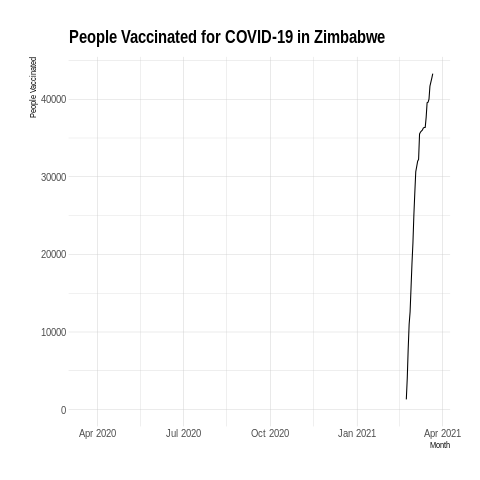 People Vaccinated for COVID-19 in Zimbabwe
People Vaccinated
40000
30000
20000
10000
0
Apr 2020 Jul 2020 Oct 2020 Jan 2021 Apr 2021
Month